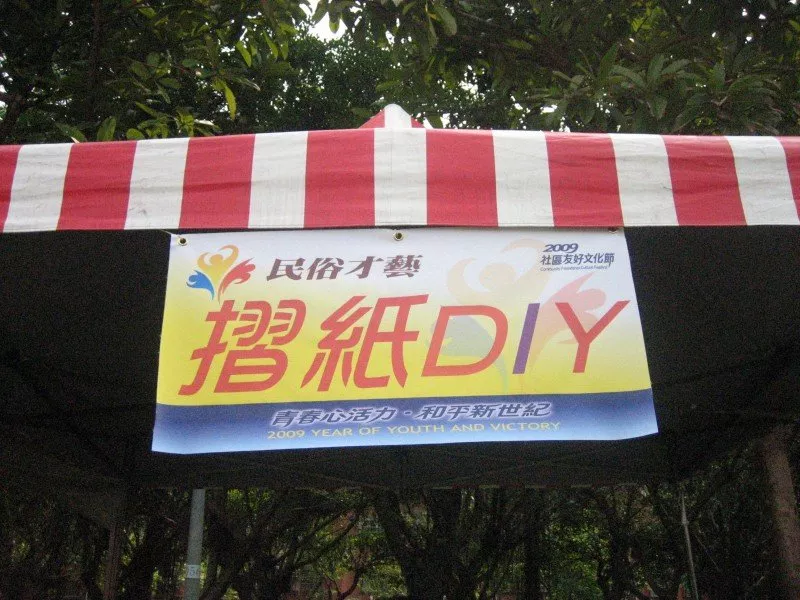 民俗才藝
2009
社區友好文化節
摺紙DIY
青春心活力‧和平新世紀
2009 YEAR OF YOUTH AND VICTORY